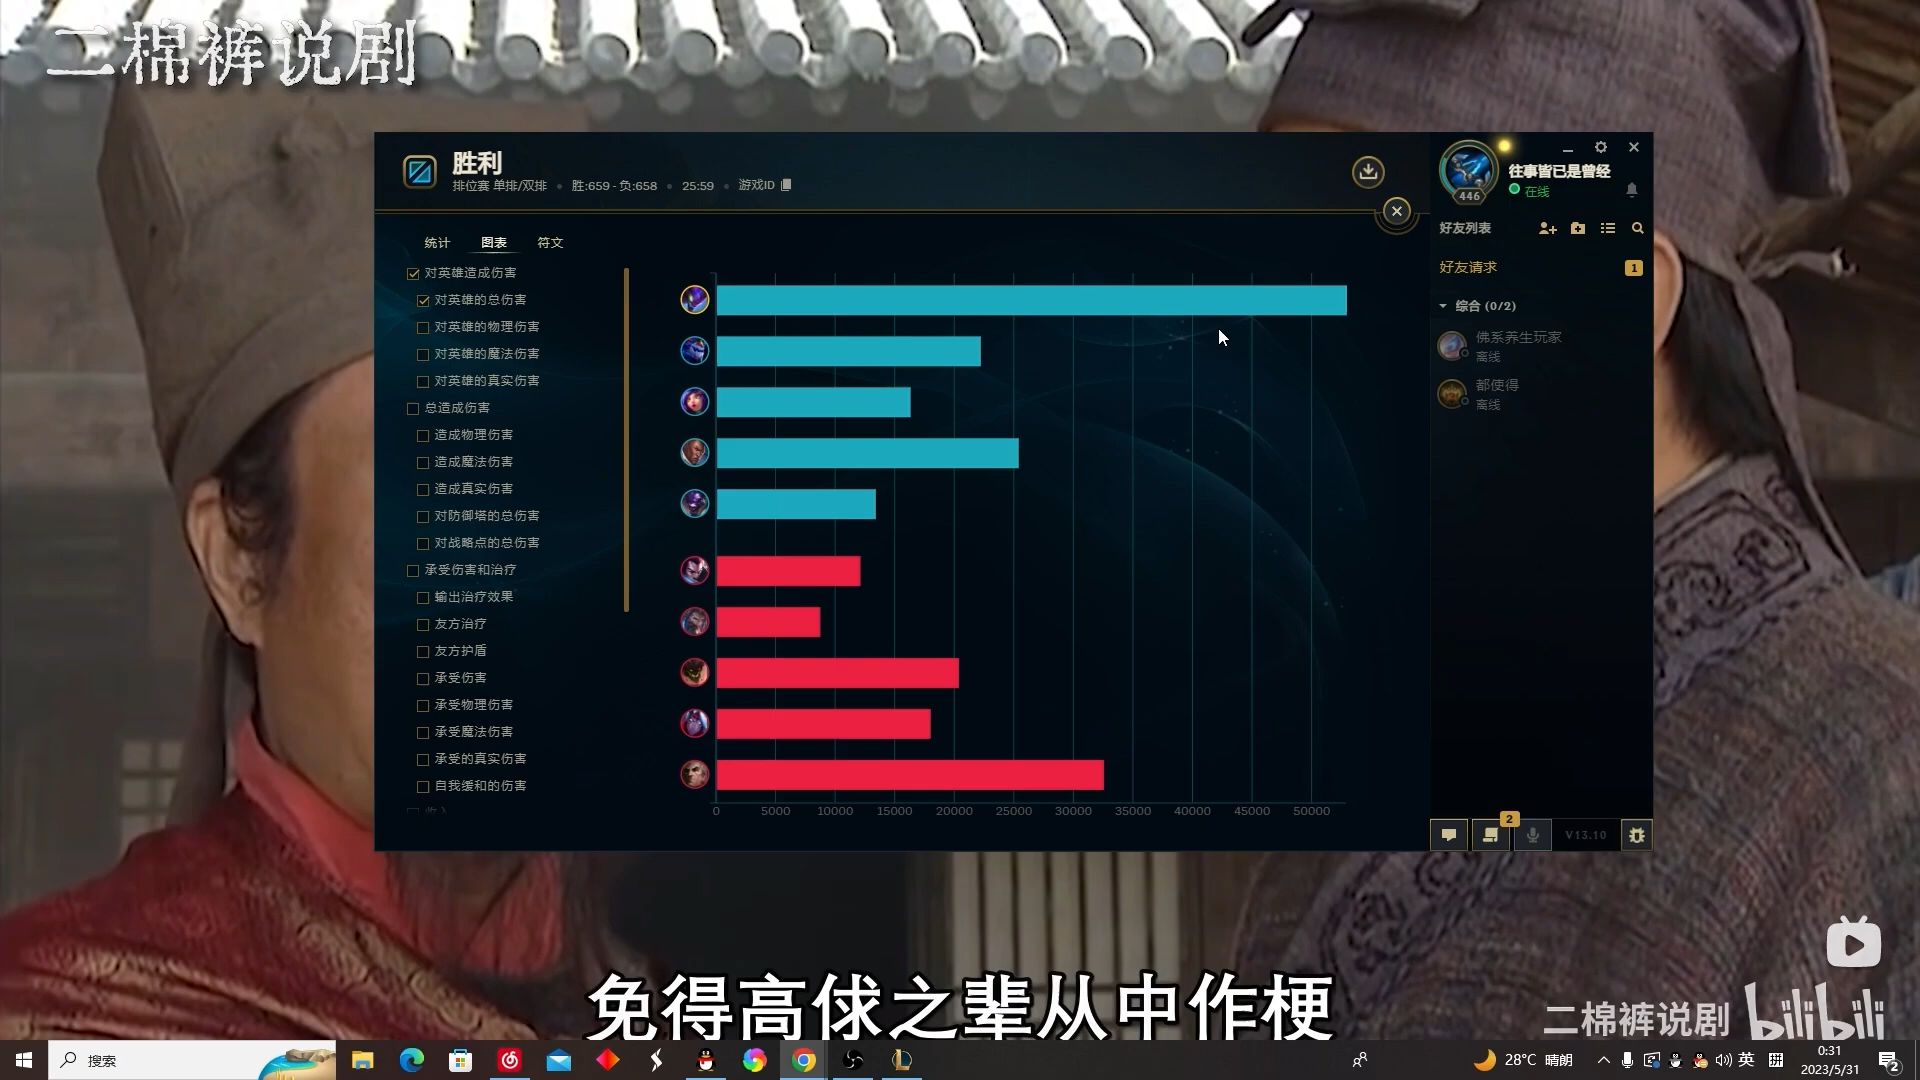 二棉裤说剧
胜利
排位赛 单排/双排 • 胜:659 - 负:658 • 25:59 • 游戏ID
446
往事皆已是曾经
在线
好友列表
好友请求
1
综合 (0/2)
佛系养生玩家
离线
都使得
离线
统计 图表 符文
对英雄造成伤害
对英雄的总伤害
对英雄的物理伤害
对英雄的魔法伤害
对英雄的真实伤害
总造成伤害
造成物理伤害
造成魔法伤害
造成真实伤害
对防御塔的总伤害
对战略点的总伤害
承受伤害和治疗
输出治疗效果
友方治疗
友方护盾
承受伤害
承受物理伤害
承受魔法伤害
承受的真实伤害
自我缓和的伤害
0 5000 10000 15000 20000 25000 30000 35000 40000 45000 50000
2
V13.10
免得高俅之辈从中作梗
二棉裤说剧 bilibili
搜索
28°C 晴朗
英
拼
0:31
2023/5/31
2